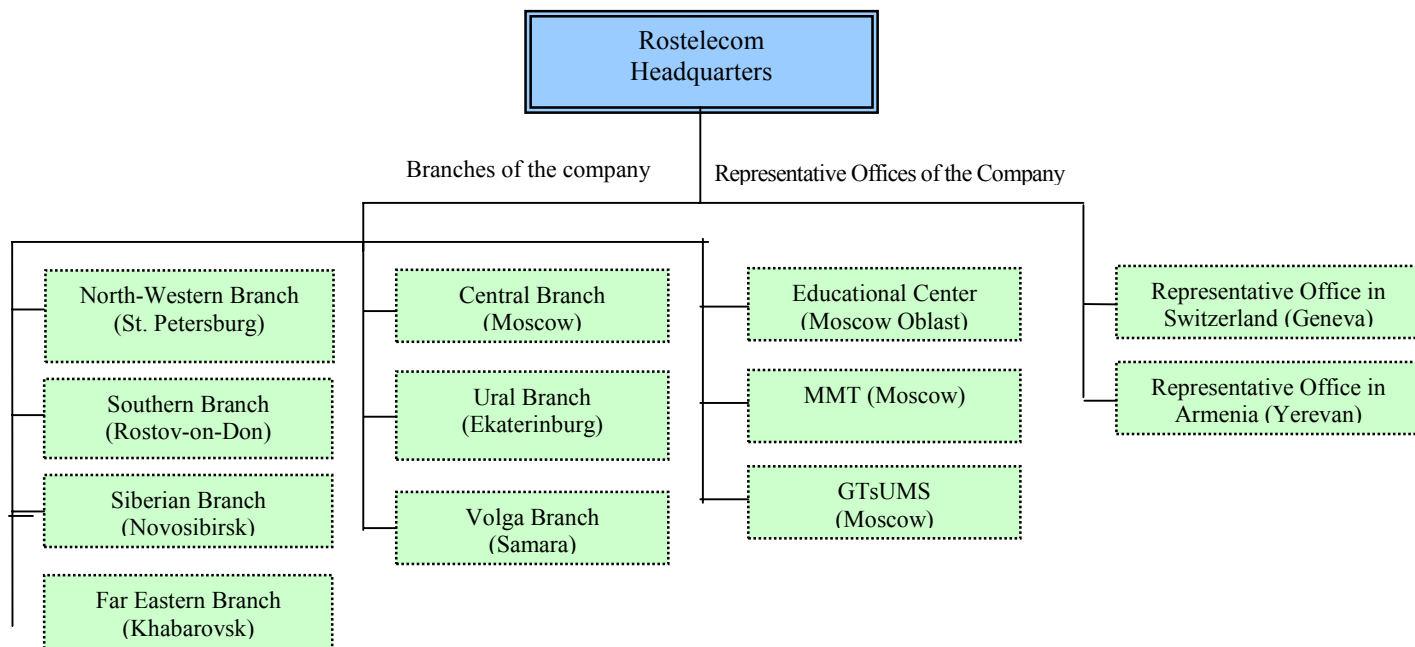 Rostelecom
Headquarters
Branches of the company
Representative Offices of the Company
North-Western Branch
(St. Petersburg)
Southern Branch
(Rostov-on-Don)
Siberian Branch
(Novosibirsk)
Far Eastern Branch
(Khabarovsk)
Central Branch
(Moscow)
Ural Branch
(Ekaterinburg)
Volga Branch
(Samara)
Educational Center
(Moscow Oblast)
MMT (Moscow)
GTsUMS
(Moscow)
Representative Office in
Switzerland (Geneva)
Representative Office in
Armenia (Yerevan)